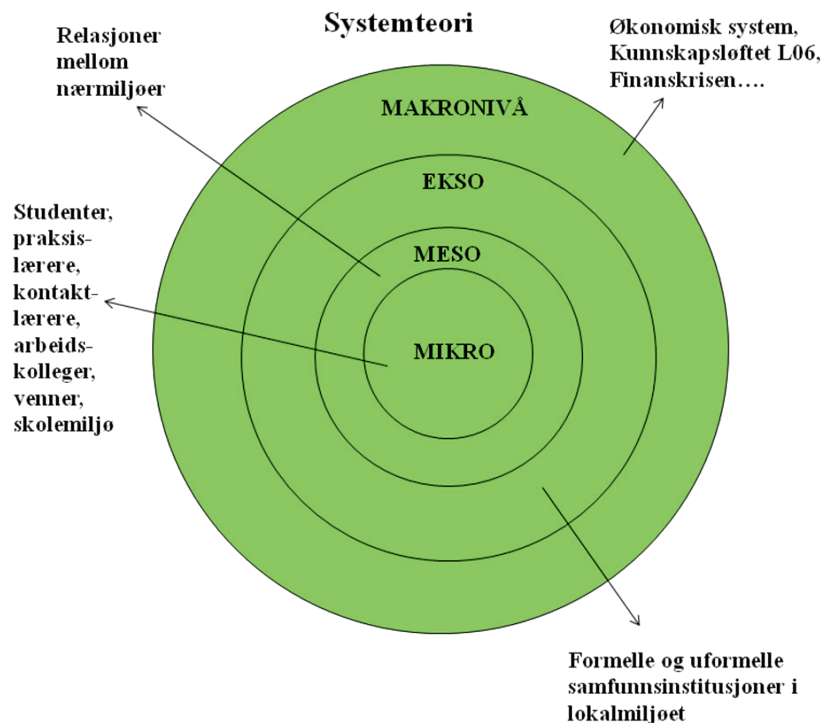 Systemteori
Relasjoner
mellom
nærmiljøer
Økonomisk system,
Kunnskapsløftet L06,
Finanskrisen….
MAKRONIVÅ
EKSO
MESO
MIKRO
Studenter,
praksis-
lærere,
kontakt-
lærere,
arbeids-
kolleger,
venner,
skolemiljø
Formelle og uformelle
samfunnsinstitusjoner i
lokalmiljøet